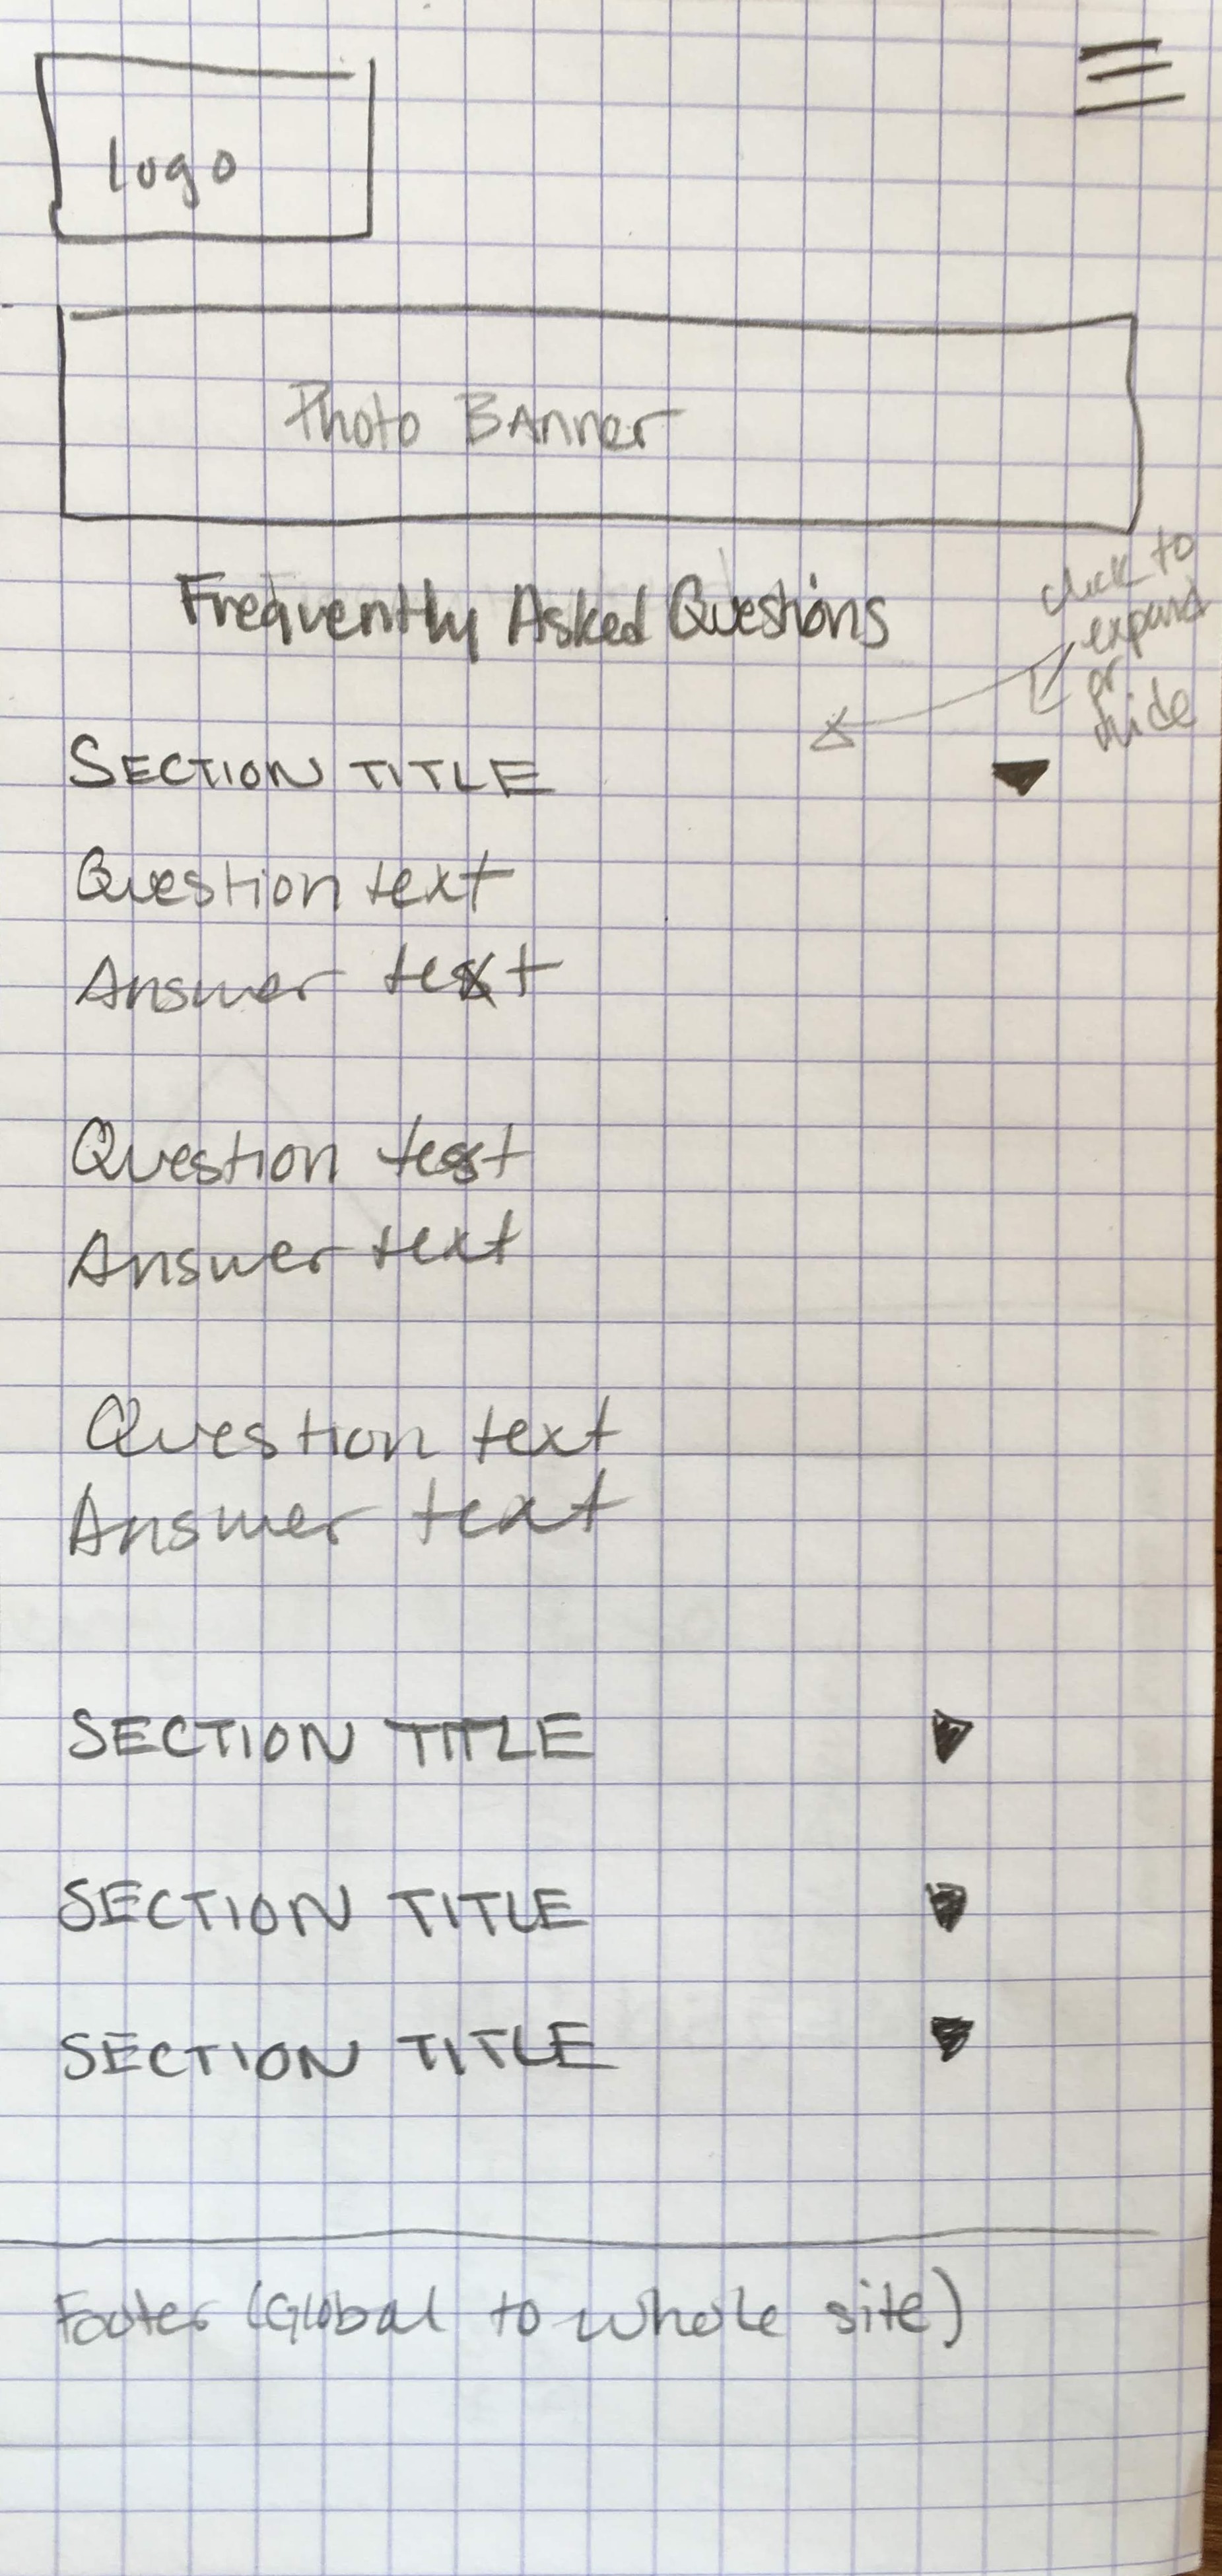 Logo
Photo Banner
Frequently Asked Questions
click to
expand
or
hide
SECTION TITLE
Question text
Answer text
Question text
Answer text
Question text
Answer text
SECTION TITLE
SECTION TITLE
SECTION TITLE
Footer (Global to whole site)